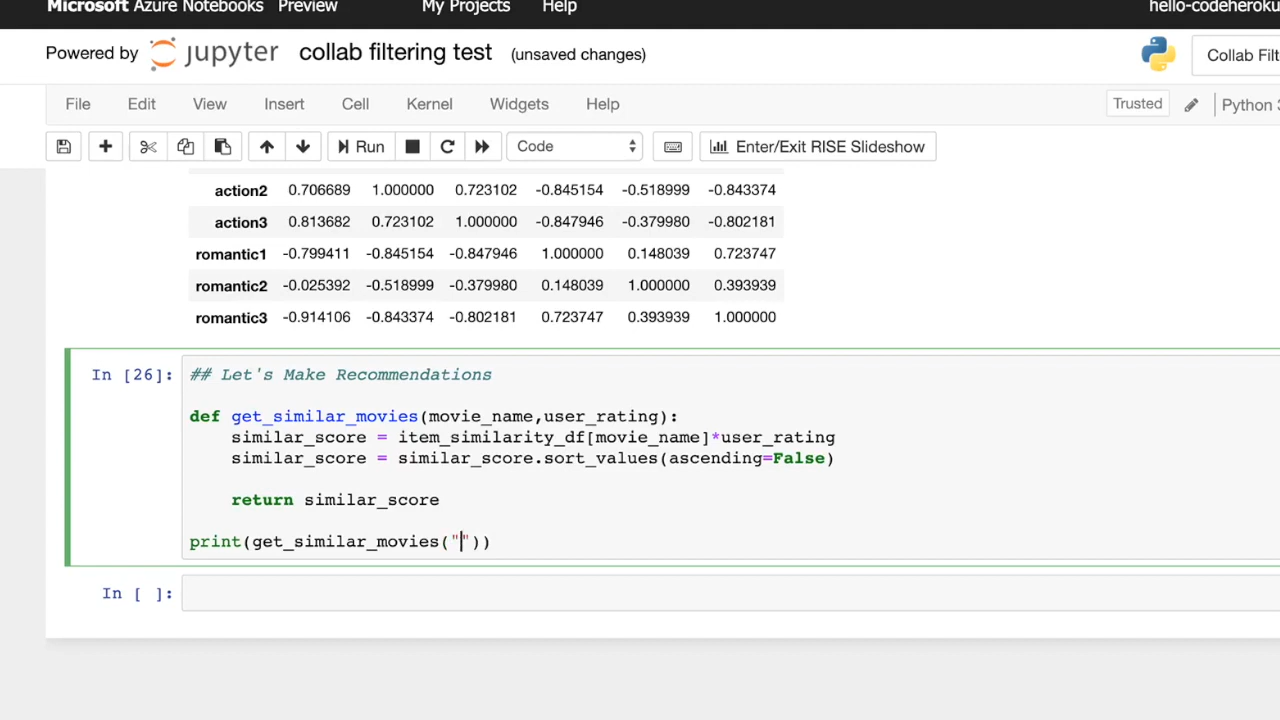 Microsoft Azure Notebooks Preview My Projects Help hello-codeheroku
Powered by jupyter collab filtering test (unsaved changes) Collab Filt
File Edit View Insert Cell Kernel Widgets Help Trusted Python 3
Run Code Enter/Exit RISE Slideshow
action2 0.706689 1.000000 0.723102 -0.845154 -0.518999 -0.843374
action3 0.813682 0.723102 1.000000 -0.847946 -0.379980 -0.802181
romantic1 -0.799411 -0.845154 -0.847946 1.000000 0.148039 0.723747
romantic2 -0.025392 -0.518999 -0.379980 0.148039 1.000000 0.393939
romantic3 -0.914106 -0.843374 -0.802181 0.723747 0.393939 1.000000
In [26]: ## Let's Make Recommendations
def get_similar_movies(movie_name,user_rating):
similar_score = item_similarity_df[movie_name]*user_rating
similar_score = similar_score.sort_values(ascending=False)
return similar_score
print(get_similar_movies(""))
In [ ]: